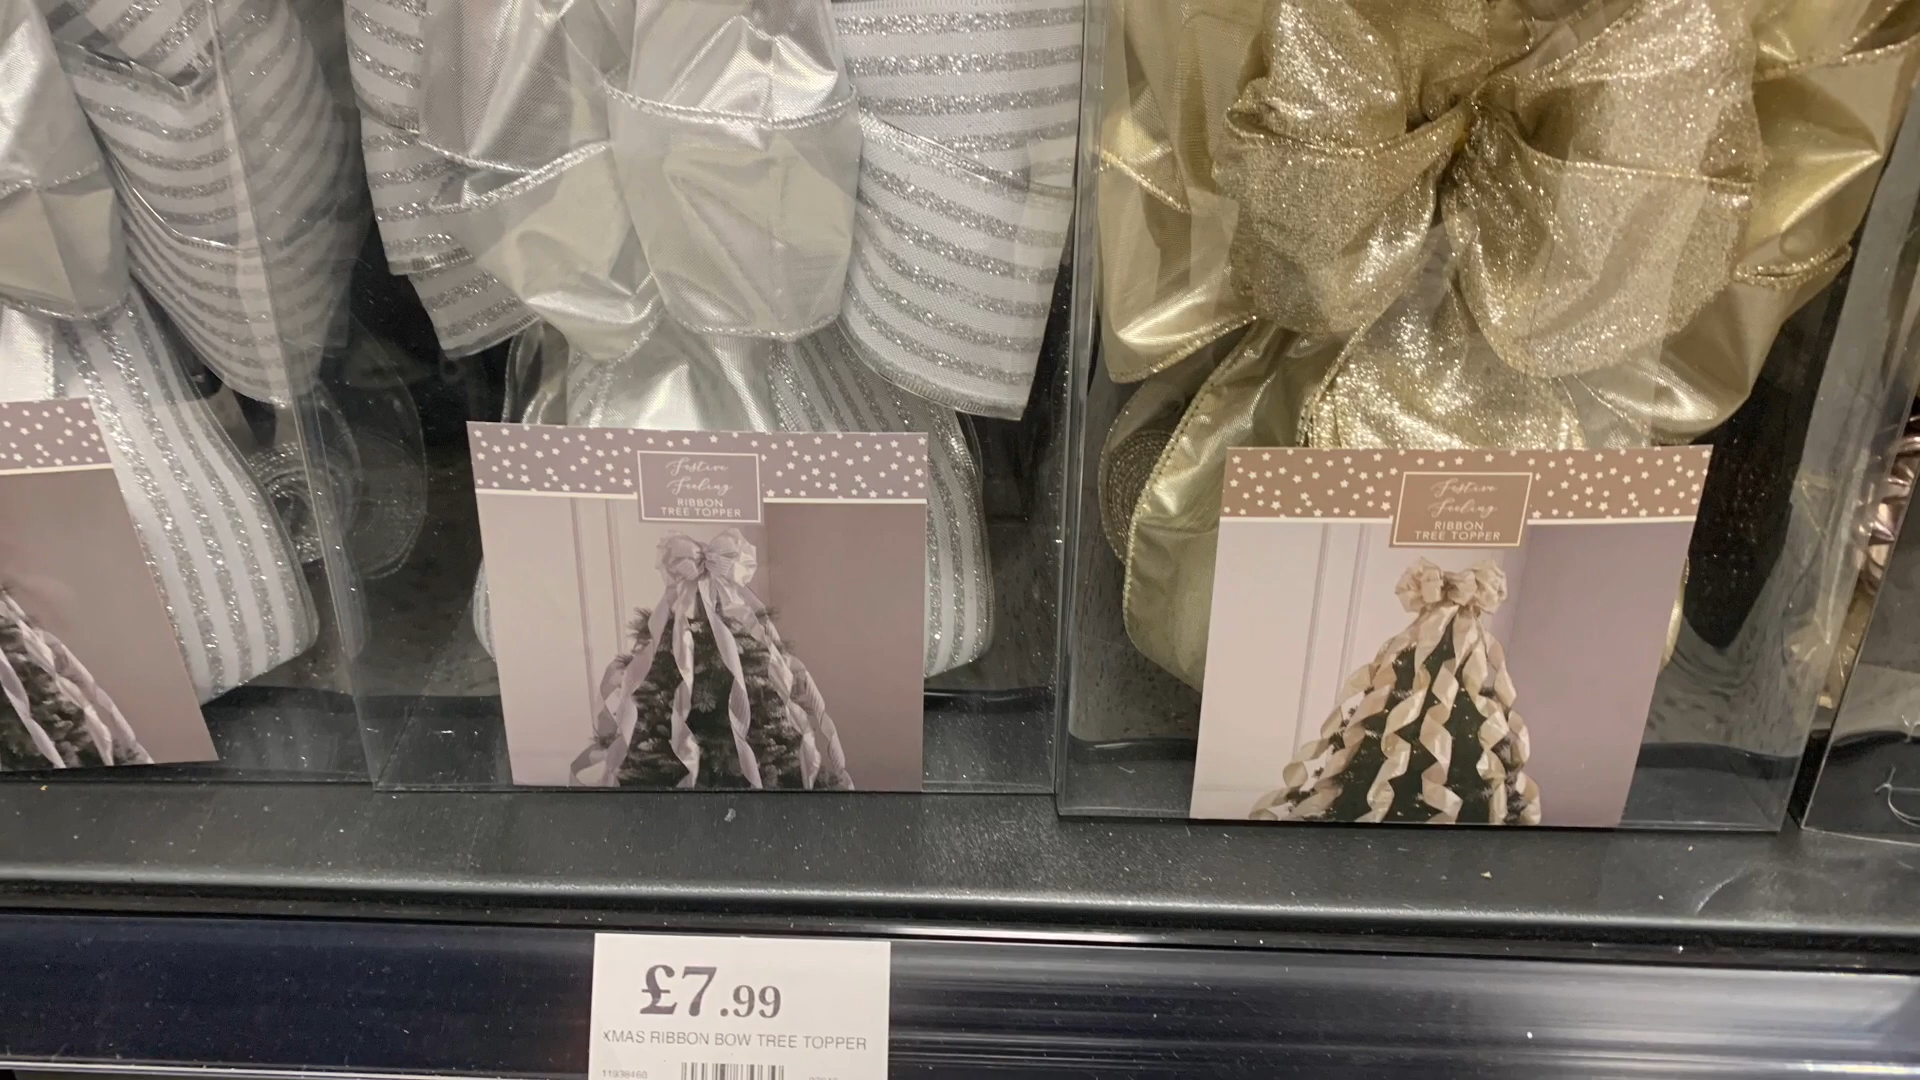 Festive
Feeling
RIBBON
TREE TOPPER
Festive
Feeling
RIBBON
TREE TOPPER
£7.99
XMAS RIBBON BOW TREE TOPPER